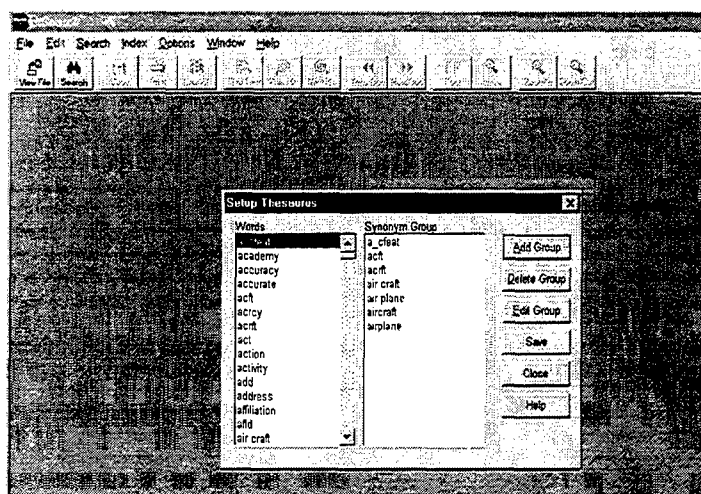 File Edit Search Index Options Window Help
View File Search
Setup Thesaurus
Words
academy
accuracy
accurate
acft
acrcy
acrft
act
action
activity
add
address
affiliation
afld
air craft
Synonym Group
a_cfeat
acft
acrft
air craft
air plane
aircraft
airplane
Add Group
Delete Group
Edit Group
Save
Close
Help